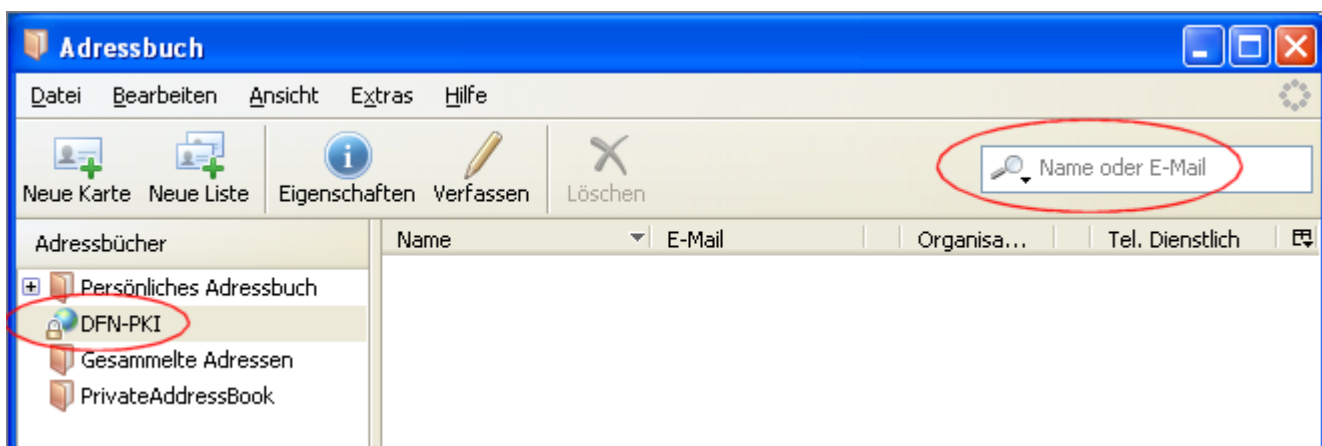 Adressbuch
Datei Bearbeiten Ansicht Extras Hilfe
Name oder E-Mail
Neue Karte Neue Liste Eigenschaften Verfassen Löschen
Adressbücher Name E-Mail Organisa... Tel. Dienstlich
Persönliches Adressbuch
DFN-PKI
Gesammelte Adressen
PrivateAddressBook